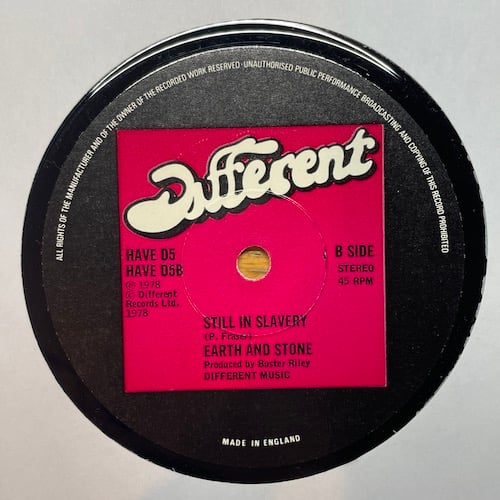 ALL RIGHTS OF THE MANUFACTURER AND OF THE OWNER OF THE RECORDED WORK RESERVED · UNAUTHORISED PUBLIC PERFORMANCE BROADCASTING AND COPYING OF THIS RECORD PROHIBITED
Different
HAVE D5
HAVE D5B
℗ 1978
© Different
Records Ltd.
1978
B SIDE
STEREO
45 RPM
STILL IN SLAVERY
(P. Fraser)
EARTH AND STONE
Produced by Buster Riley
DIFFERENT MUSIC
MADE IN ENGLAND